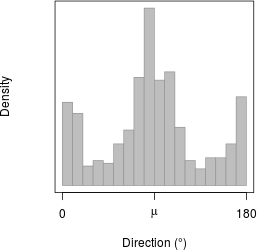 Density
0 μ 180
Direction (°)